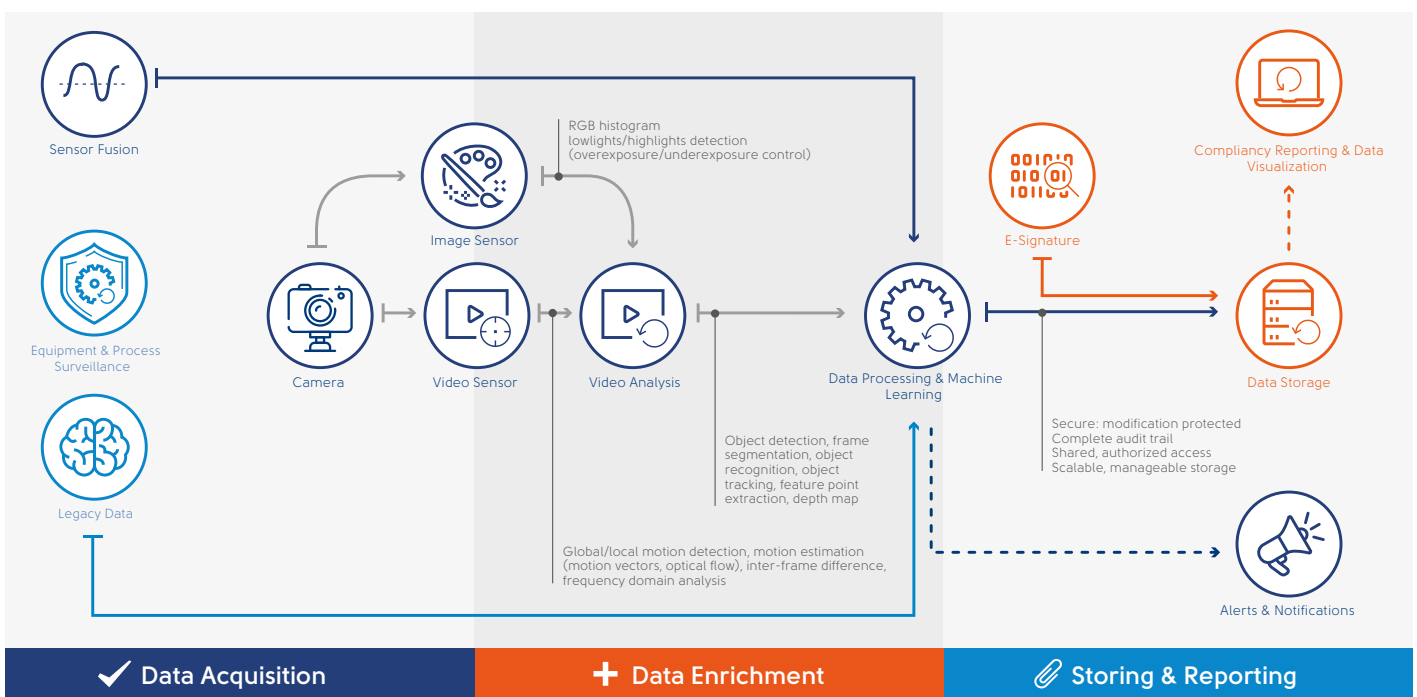 Sensor Fusion
RGB histogram
lowlights/highlights detection
(overexposure/underexposure control)
Image Sensor
E-Signature
Compliancy Reporting & Data
Visualization
Equipment & Process
Surveillance
Camera
Video Sensor
Video Analysis
Data Processing & Machine
Learning
Data Storage
Legacy Data
Object detection, frame
segmentation, object
recognition, object
tracking, feature point
extraction, depth map
Secure: modification protected
Complete audit trail
Shared, authorized access
Scalable, manageable storage
Global/local motion detection, motion estimation
(motion vectors, optical flow), inter-frame difference,
frequency domain analysis
Alerts & Notifications
Data Acquisition
Data Enrichment
Storing & Reporting